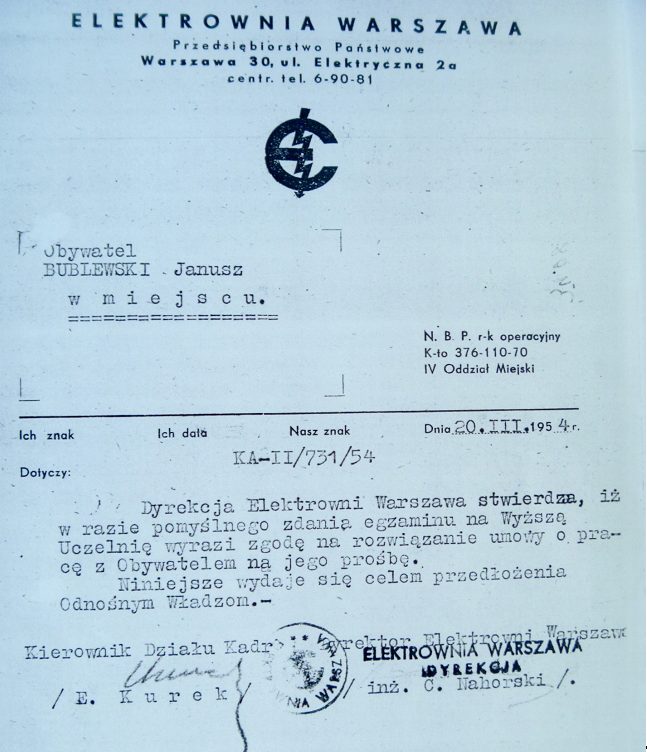 ELEKTROWNIA WARSZAWA
Przedsiębiorstwo Państwowe
Warszawa 30, ul. Elektryczna 2a
centr. tel. 6-90-81
Obywatel
BUBLEWSKI Janusz
w miejscu.
==================
N. B. P. r-k operacyjny
K-to 376-110-70
IV Oddział Miejski
Ich znak Ich data Nasz znak Dnia 20.III.1954 r.
KA-II/731/54
Dotyczy:
Dyrekcja Elektrowni Warszawa stwierdza, iż
w razie pomyślnego zdania egzaminu na Wyższą
Uczelnię wyrazi zgodę na rozwiązanie umowy o pra-
cę z Obywatelem na jego prośbę.
Niniejsze wydaje się celem przedłożenia
Odnośnym Władzom.-
Kierownik Działu Kadr Dyrektor Elektrowni Warszawa
ELEKTROWNIA WARSZAWA
DYREKCJA
/ E. Kurek / inż. C. Nahorski /.